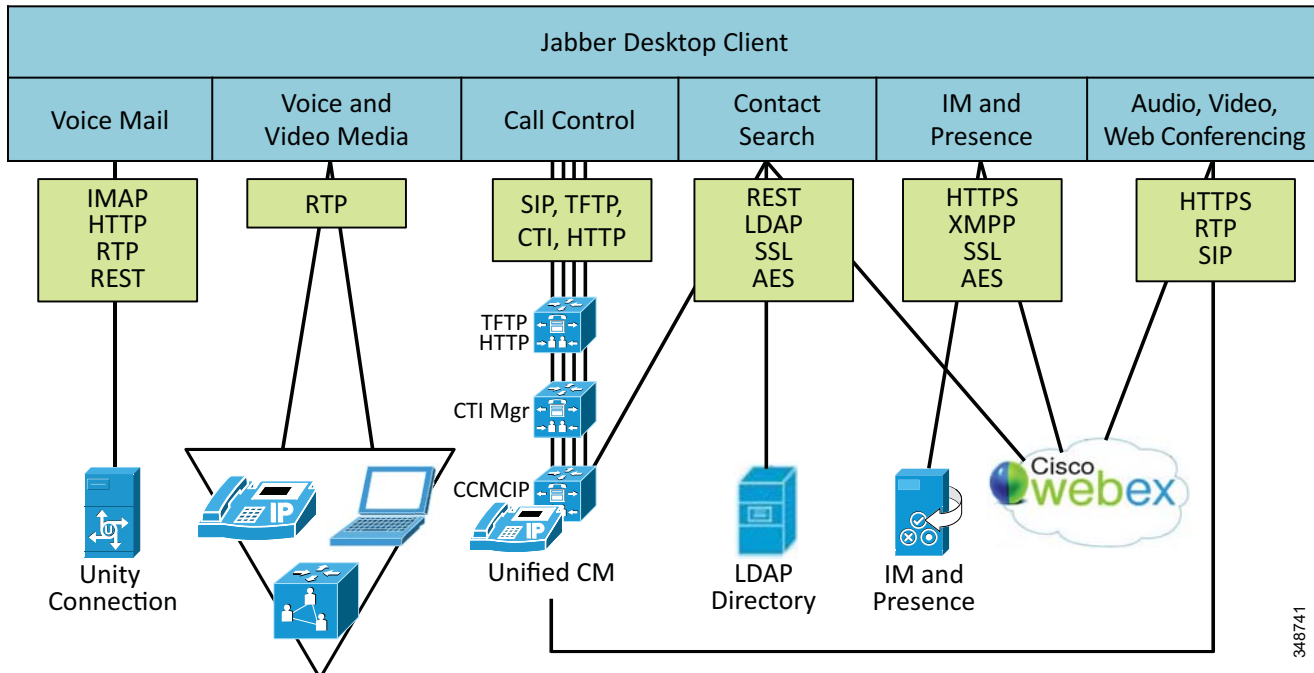 Jabber Desktop Client
Voice Mail
Voice and
Video Media
Call Control
Contact
Search
IM and
Presence
Audio, Video,
Web Conferencing
IMAP
HTTP
RTP
REST
RTP
SIP, TFTP,
CTI, HTTP
REST
LDAP
SSL
AES
HTTPS
XMPP
SSL
AES
HTTPS
RTP
SIP
TFTP
HTTP
CTI Mgr
CCMCIP
IP
IP
U
Cisco
webex
Unity
Connection
Unified CM
LDAP
Directory
IM and
Presence
348741